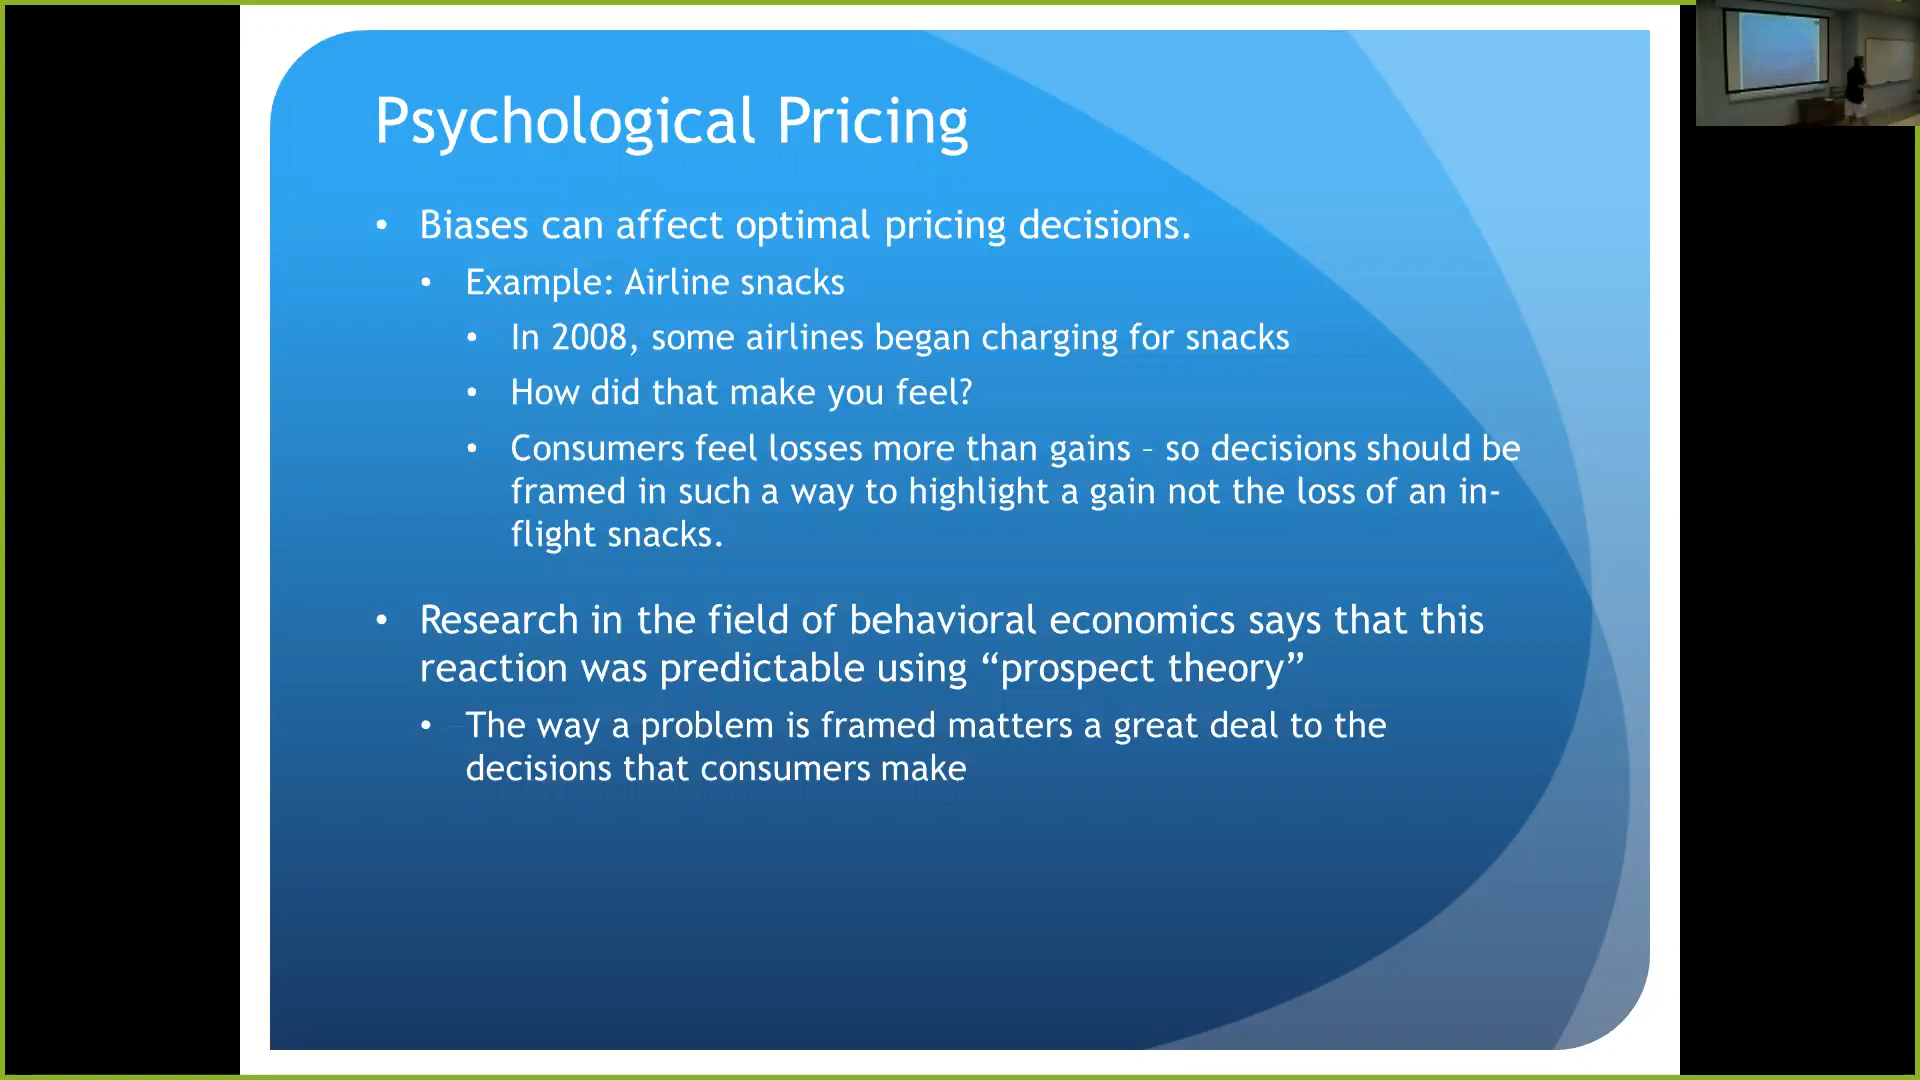 Psychological Pricing
• Biases can affect optimal pricing decisions.
• Example: Airline snacks
• In 2008, some airlines began charging for snacks
• How did that make you feel?
• Consumers feel losses more than gains – so decisions should be
framed in such a way to highlight a gain not the loss of an in-
flight snacks.
• Research in the field of behavioral economics says that this
reaction was predictable using “prospect theory”
• The way a problem is framed matters a great deal to the
decisions that consumers make